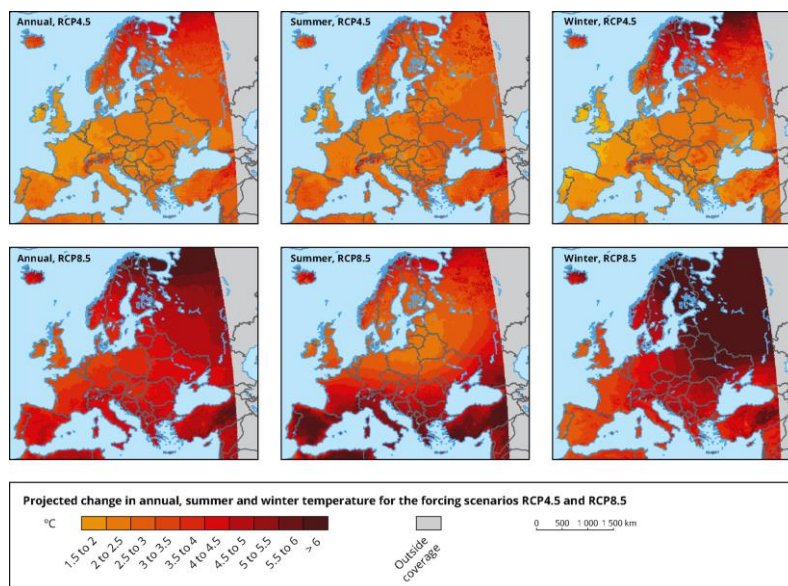 Annual, RCP4.5
Summer, RCP4.5
Winter, RCP4.5
Annual, RCP8.5
Summer, RCP8.5
Winter, RCP8.5
Projected change in annual, summer and winter temperature for the forcing scenarios RCP4.5 and RCP8.5
ºC
1.5 to 2
2 to 2.5
2.5 to 3
3 to 3.5
3.5 to 4
4 to 4.5
4.5 to 5
5 to 5.5
5.5 to 6
> 6
Outside
coverage
0 500 1 000 1 500 km